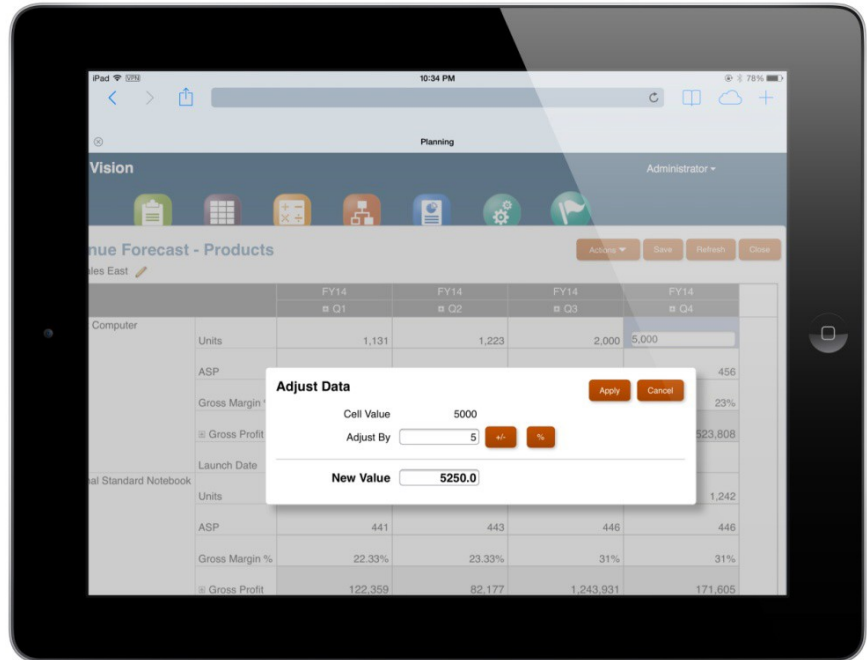 iPad VPN 10:34 PM 78%
Planning
Vision Administrator
nue Forecast - Products Actions Save Refresh Close
ales East
FY14 FY14 FY14 FY14
Q1 Q2 Q3 Q4
Computer
Units 1,131 1,223 2,000 5,000
ASP 456
Gross Margin 23%
Gross Profit 523,808
Launch Date
Adjust Data Apply Cancel
Cell Value 5000
Adjust By 5 +/- %
New Value 5250.0
nal Standard Notebook
Units 1,242
ASP 441 443 446 446
Gross Margin % 22.33% 23.33% 31% 31%
Gross Profit 122,359 82,177 1,243,931 171,605